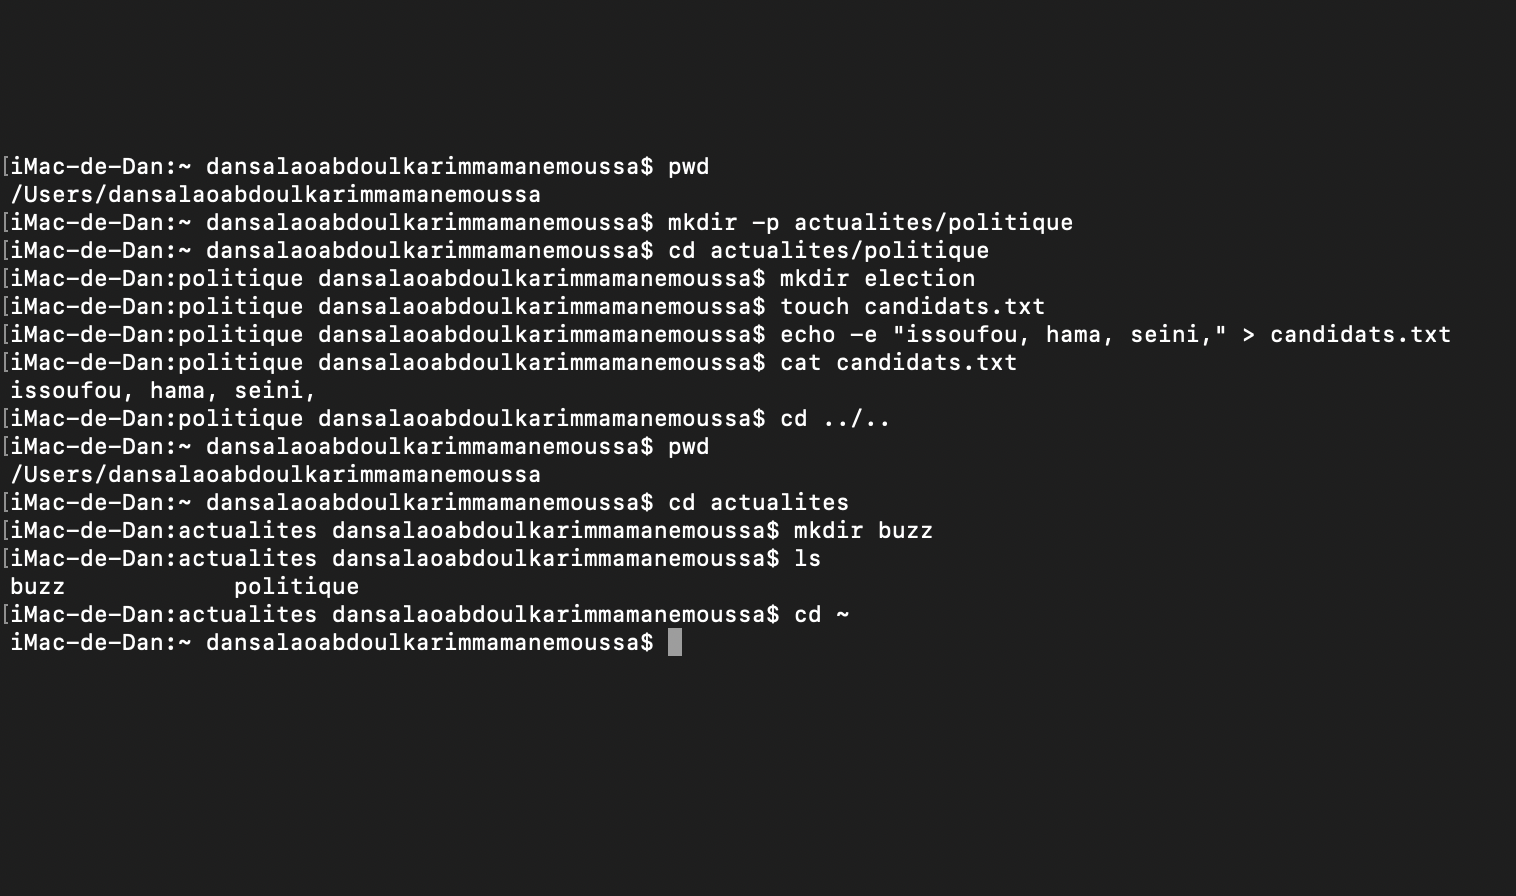 [iMac-de-Dan:~ dansalaoabdoulkarimmamanemoussa$ pwd
/Users/dansalaoabdoulkarimmamanemoussa
[iMac-de-Dan:~ dansalaoabdoulkarimmamanemoussa$ mkdir -p actualites/politique
[iMac-de-Dan:~ dansalaoabdoulkarimmamanemoussa$ cd actualites/politique
[iMac-de-Dan:politique dansalaoabdoulkarimmamanemoussa$ mkdir election
[iMac-de-Dan:politique dansalaoabdoulkarimmamanemoussa$ touch candidats.txt
[iMac-de-Dan:politique dansalaoabdoulkarimmamanemoussa$ echo -e "issoufou, hama, seini," > candidats.txt
[iMac-de-Dan:politique dansalaoabdoulkarimmamanemoussa$ cat candidats.txt
issoufou, hama, seini,
[iMac-de-Dan:politique dansalaoabdoulkarimmamanemoussa$ cd ../..
[iMac-de-Dan:~ dansalaoabdoulkarimmamanemoussa$ pwd
/Users/dansalaoabdoulkarimmamanemoussa
[iMac-de-Dan:~ dansalaoabdoulkarimmamanemoussa$ cd actualites
[iMac-de-Dan:actualites dansalaoabdoulkarimmamanemoussa$ mkdir buzz
[iMac-de-Dan:actualites dansalaoabdoulkarimmamanemoussa$ ls
buzz            politique
[iMac-de-Dan:actualites dansalaoabdoulkarimmamanemoussa$ cd ~
iMac-de-Dan:~ dansalaoabdoulkarimmamanemoussa$